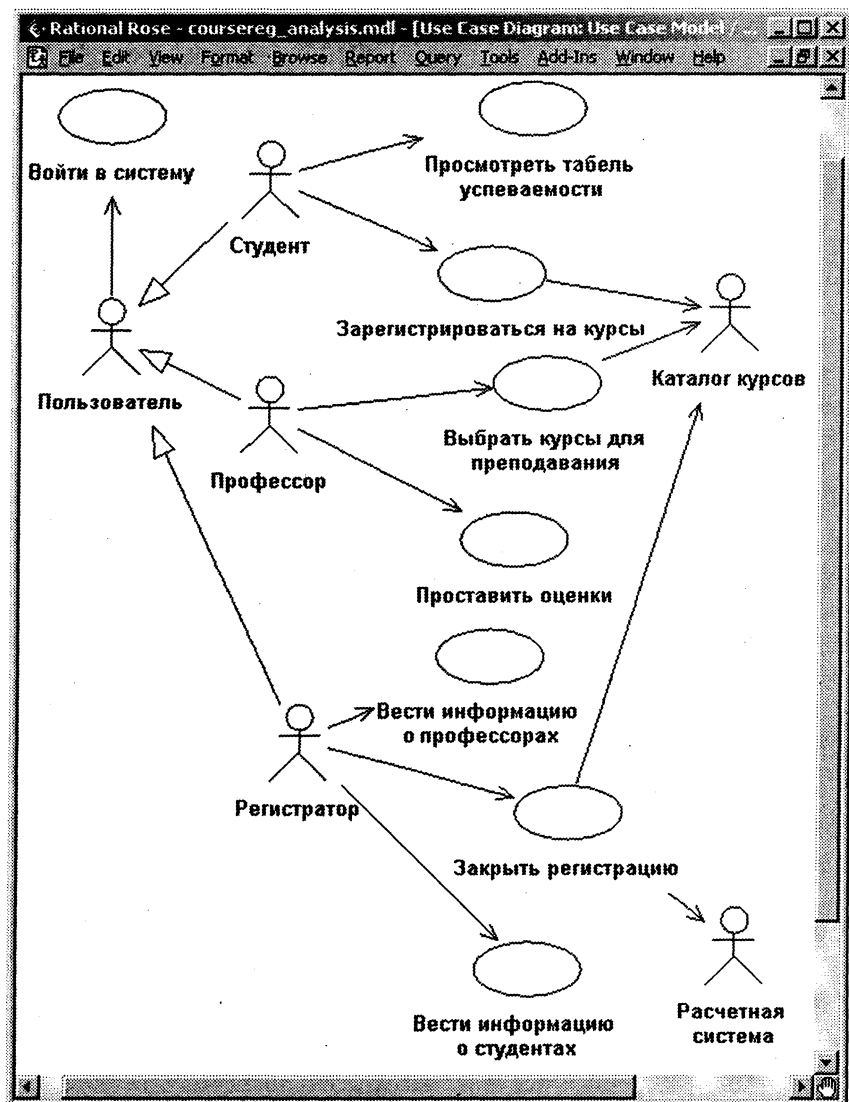 Rational Rose - coursereg_analysis.mdl - [Use Case Diagram: Use Case Model / ...
File Edit View Format Browse Report Query Tools Add-Ins Window Help
Войти в систему
Просмотреть табель
успеваемости
Студент
Зарегистрироваться на курсы
Каталог курсов
Пользователь
Выбрать курсы для
преподавания
Профессор
Проставить оценки
Вести информацию
о профессорах
Регистратор
Закрыть регистрацию
Расчетная
система
Вести информацию
о студентах